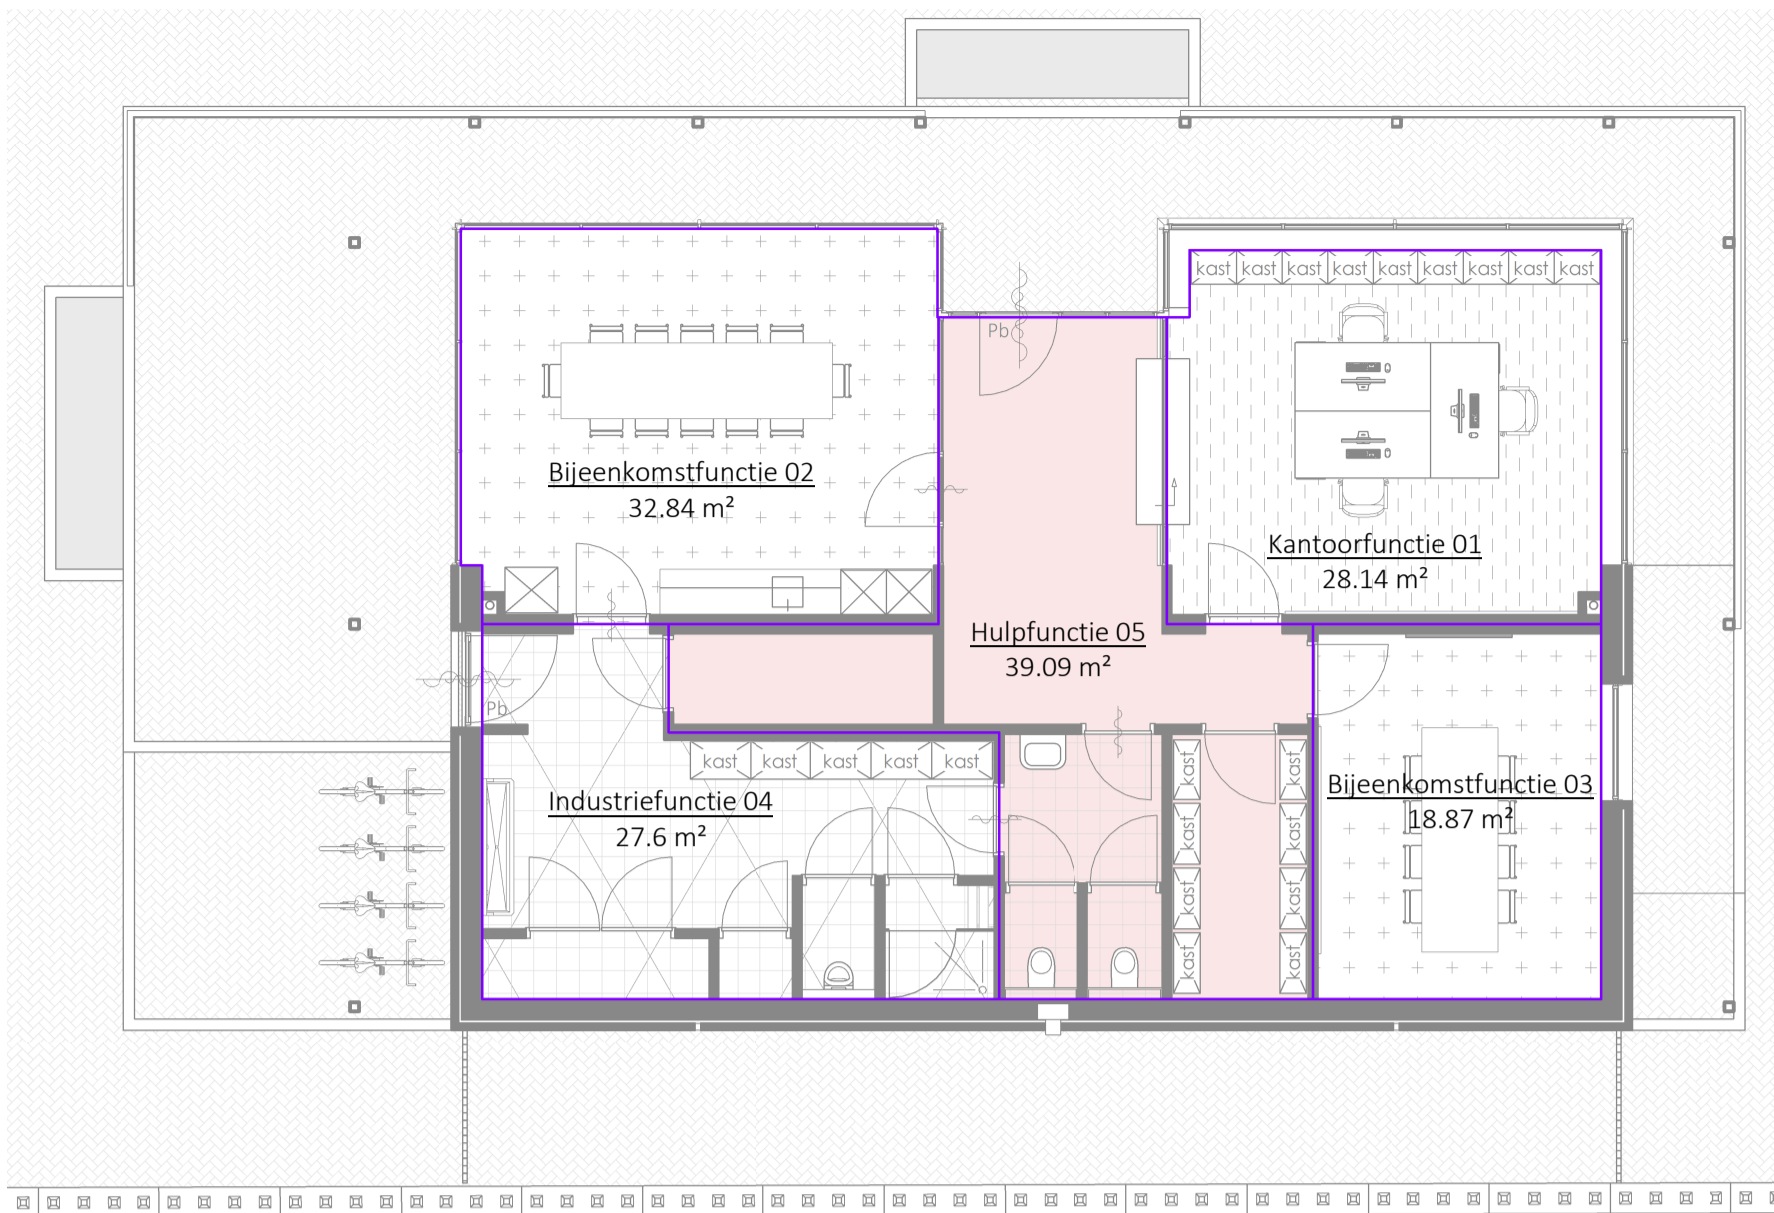 kast kast kast kast kast kast kast kast kast
Pb
Bijeenkomstfunctie 02
32.84 m²
Kantoorfunctie 01
28.14 m²
Hulpfunctie 05
39.09 m²
Pb
kast kast kast kast kast
Industriefunctie 04
27.6 m²
Bijeenkomstfunctie 03
18.87 m²
kast
kast
kast
kast
kast
kast
kast
kast